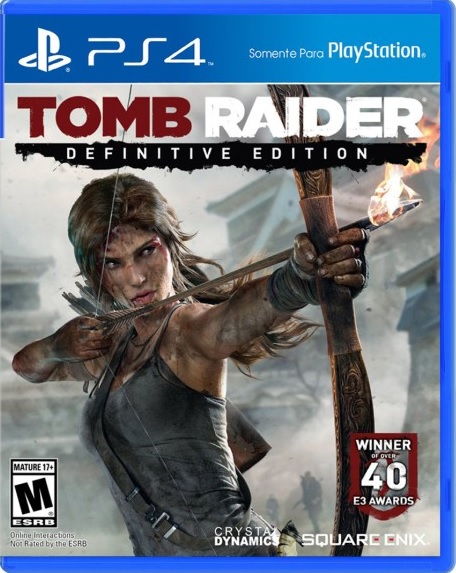 PS4™
Somente Para PlayStation®
TOMB RAIDER
DEFINITIVE EDITION
WINNER
OF OVER
40
E3 AWARDS
MATURE 17+
M
®
ESRB
Online Interactions
Not Rated by the ESRB
CRYSTAL
DYNAMICS
SQUARE ENIX